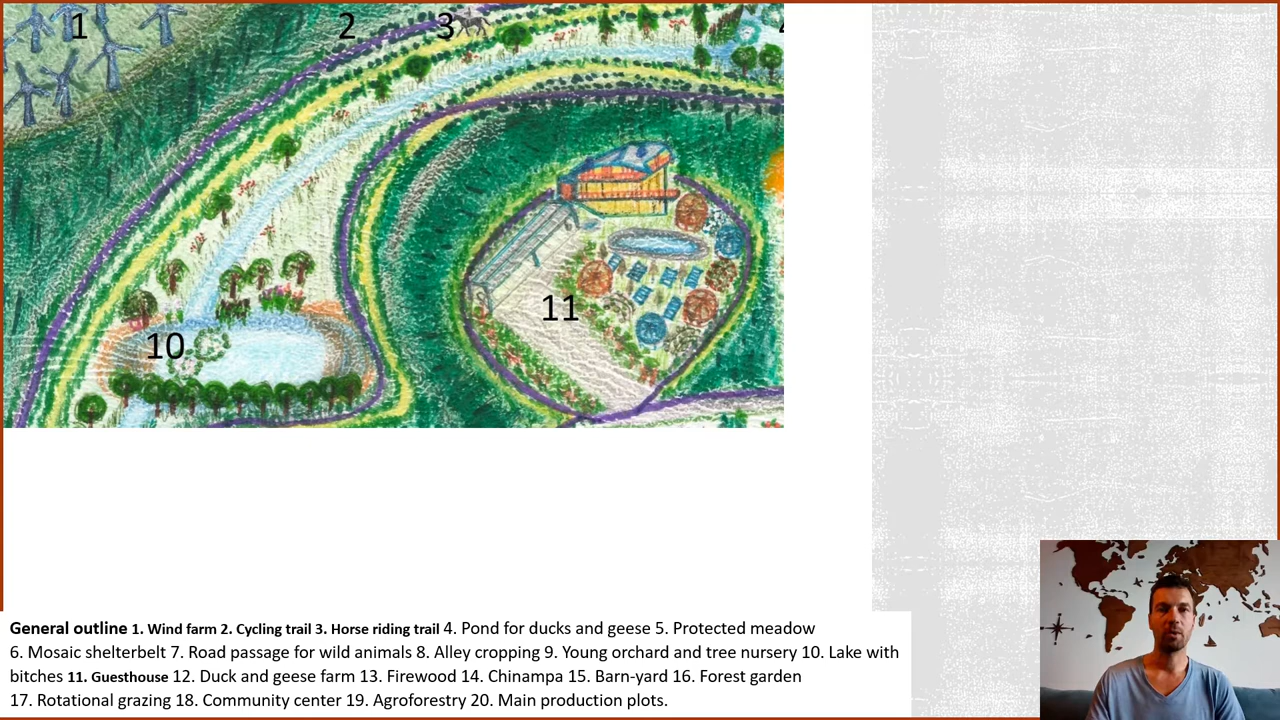 1 2 3
10
11
General outline 1. Wind farm 2. Cycling trail 3. Horse riding trail 4. Pond for ducks and geese 5. Protected meadow
6. Mosaic shelterbelt 7. Road passage for wild animals 8. Alley cropping 9. Young orchard and tree nursery 10. Lake with
bitches 11. Guesthouse 12. Duck and geese farm 13. Firewood 14. Chinampa 15. Barn-yard 16. Forest garden
17. Rotational grazing 18. Community center 19. Agroforestry 20. Main production plots.